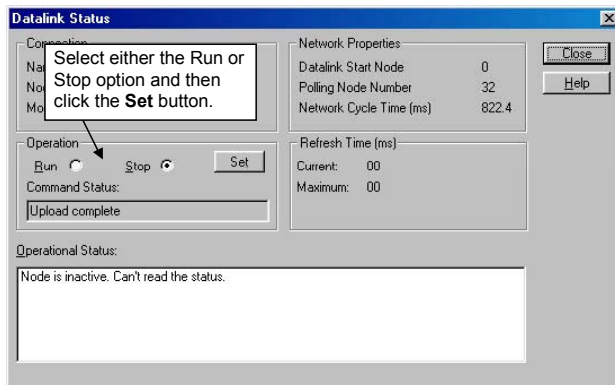 Datalink Status
Connection
Select either the Run or
Stop option and then
click the Set button.
Network Properties
Datalink Start Node 0
Polling Node Number 32
Network Cycle Time (ms) 822.4
Close
Help
Operation
Run Stop Set
Command Status:
Upload complete
Refresh Time (ms)
Current: 00
Maximum: 00
Operational Status:
Node is inactive. Can't read the status.